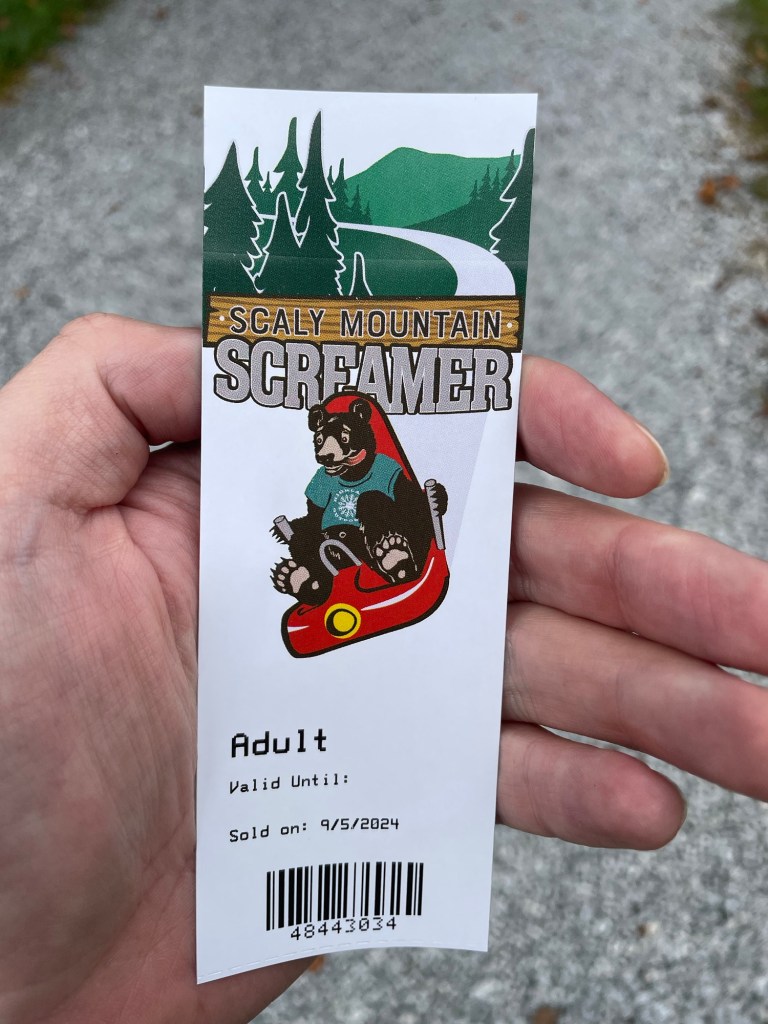 SCALY MOUNTAIN
SCREAMER
Adult
Valid Until:
Sold on: 9/5/2024
48443034